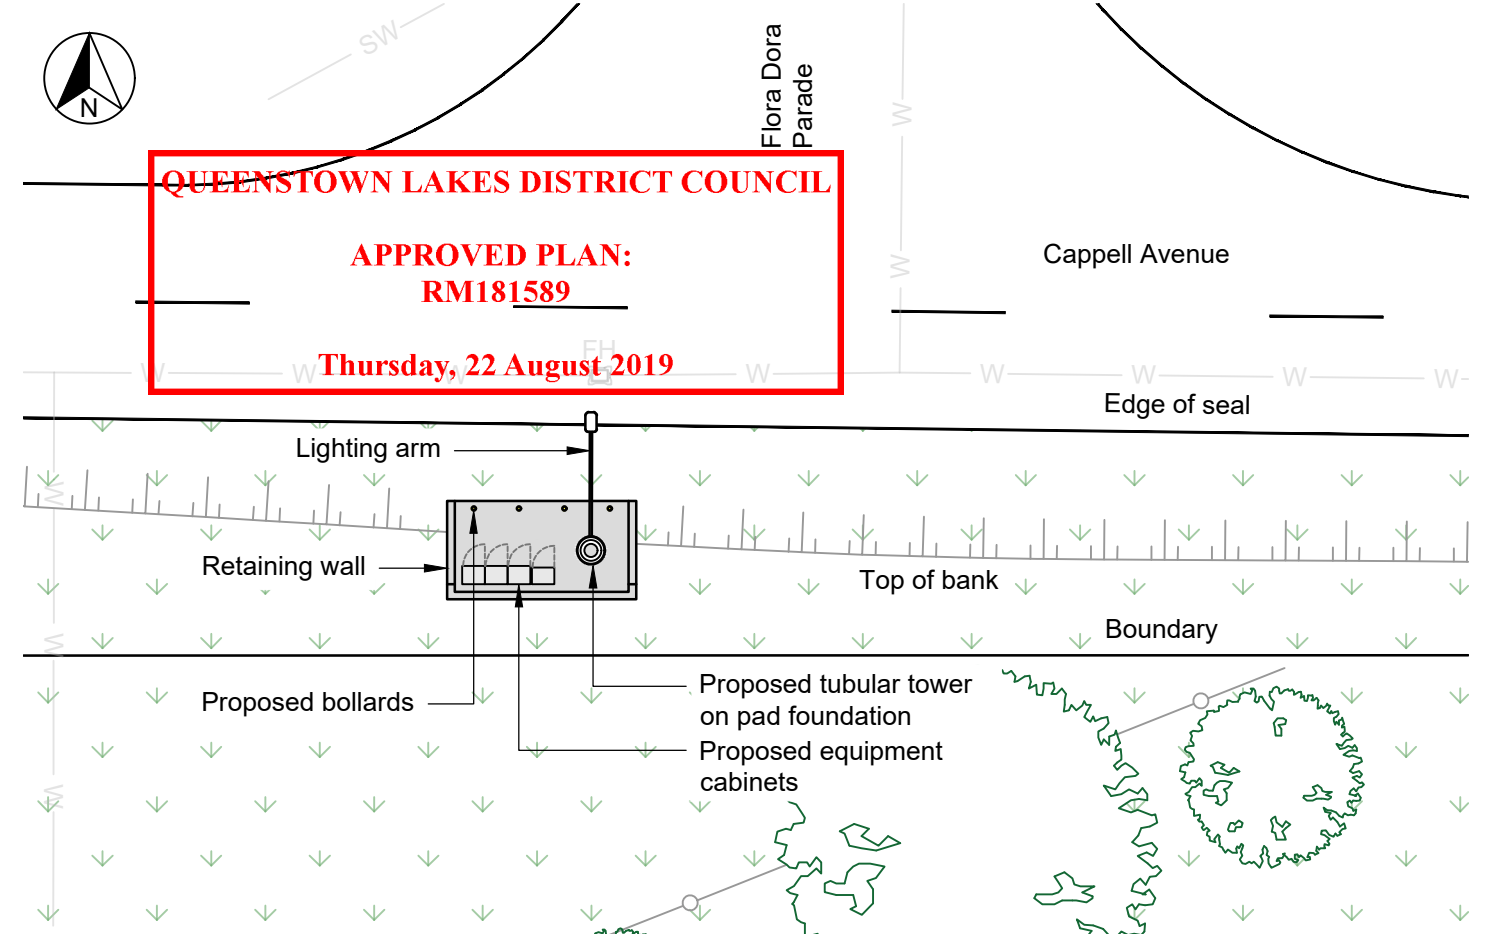 SW
Flora Dora
Parade
N
W
QUEENSTOWN LAKES DISTRICT COUNCIL
APPROVED PLAN:
RM181589
Thursday, 22 August 2019
Cappell Avenue
W
FH
W
W
W
W
W
W
W
W
Edge of seal
Lighting arm
W
Retaining wall
Top of bank
Boundary
W
Proposed bollards
Proposed tubular tower
on pad foundation
Proposed equipment
cabinets
W